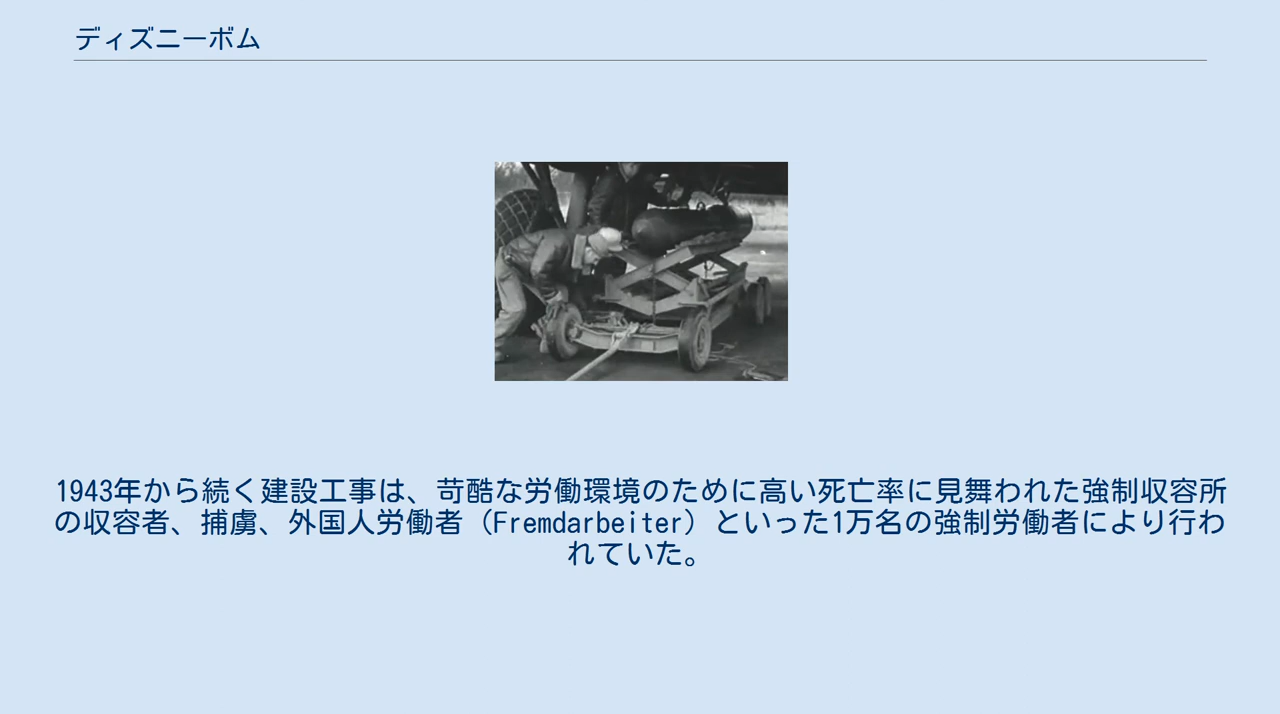 ディズニーボム
1943年から続く建設工事は、苛酷な労働環境のために高い死亡率に見舞われた強制収容所
の収容者、捕虜、外国人労働者（Fremdarbeiter）といった1万名の強制労働者により行わ
れていた。